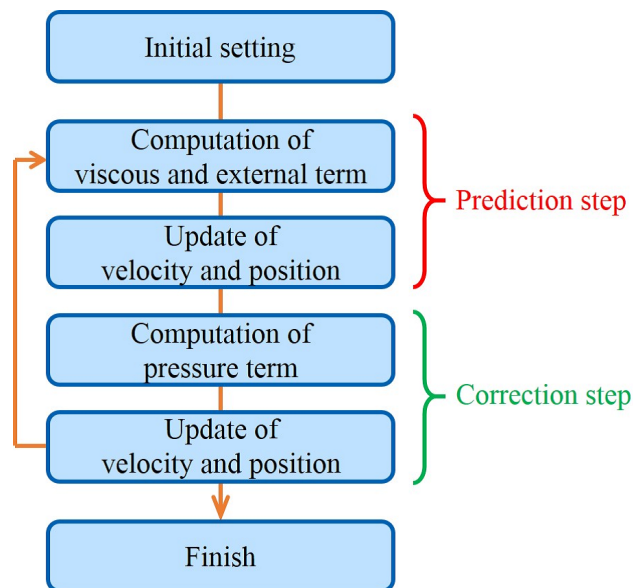 Initial setting
Computation of
viscous and external term
Prediction step
Update of
velocity and position
Computation of
pressure term
Correction step
Update of
velocity and position
Finish